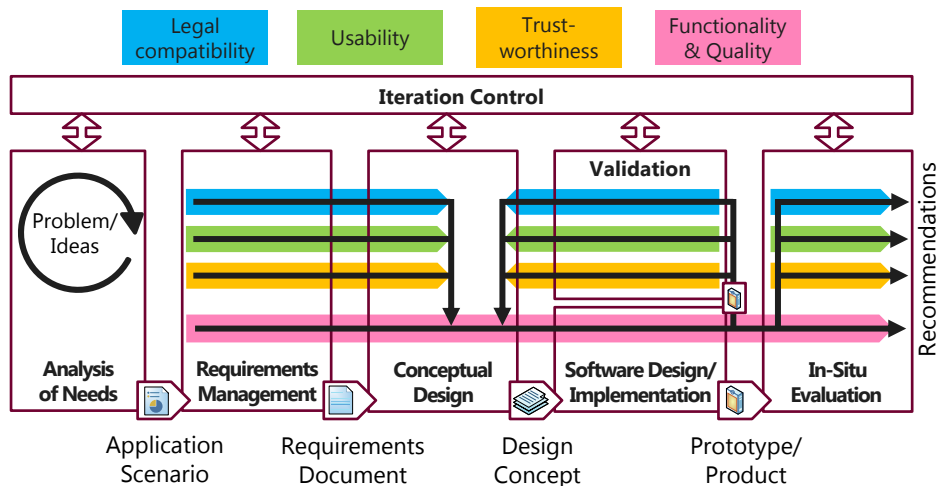 Legal
compatibility
Usability
Trust-
worthiness
Functionality
& Quality
Iteration Control
Problem/
Ideas
Validation
Recommendations
Analysis
of Needs
Requirements
Management
Conceptual
Design
Software Design/
Implementation
In-Situ
Evaluation
Application
Scenario
Requirements
Document
Design
Concept
Prototype/
Product